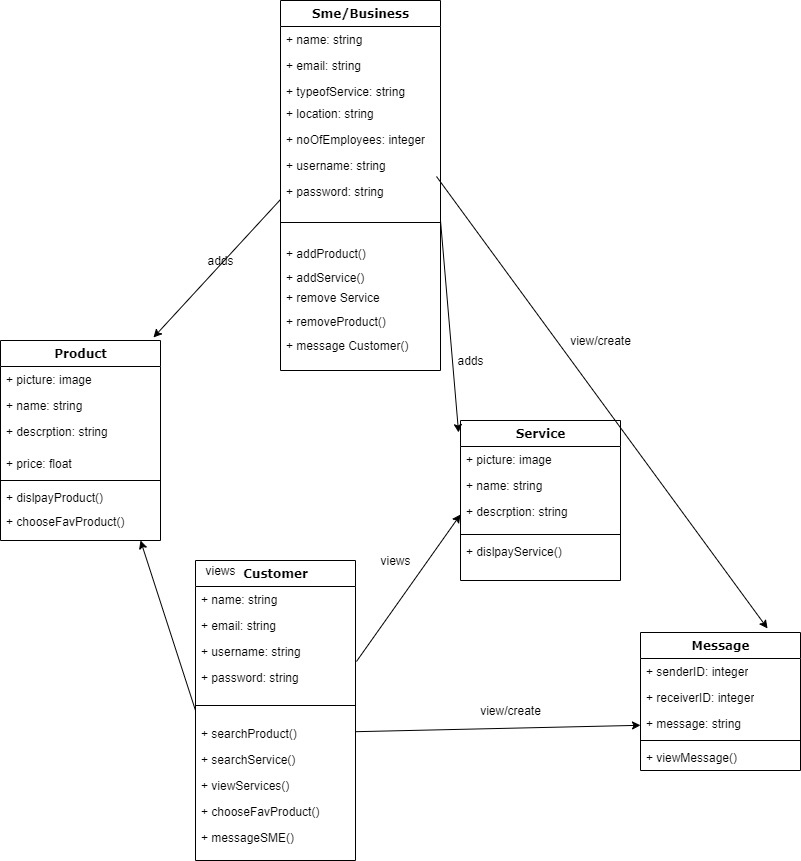 Sme/Business
+ name: string
+ email: string
+ typeofService: string
+ location: string
+ noOfEmployees: integer
+ username: string
+ password: string
+ addProduct()
+ addService()
+ remove Service
+ removeProduct()
+ message Customer()
adds
adds
view/create
Product
+ picture: image
+ name: string
+ descrption: string
+ price: float
+ dislpayProduct()
+ chooseFavProduct()
Service
+ picture: image
+ name: string
+ descrption: string
+ dislpayService()
views
views
Customer
+ name: string
+ email: string
+ username: string
+ password: string
+ searchProduct()
+ searchService()
+ viewServices()
+ chooseFavProduct()
+ messageSME()
view/create
Message
+ senderID: integer
+ receiverID: integer
+ message: string
+ viewMessage()